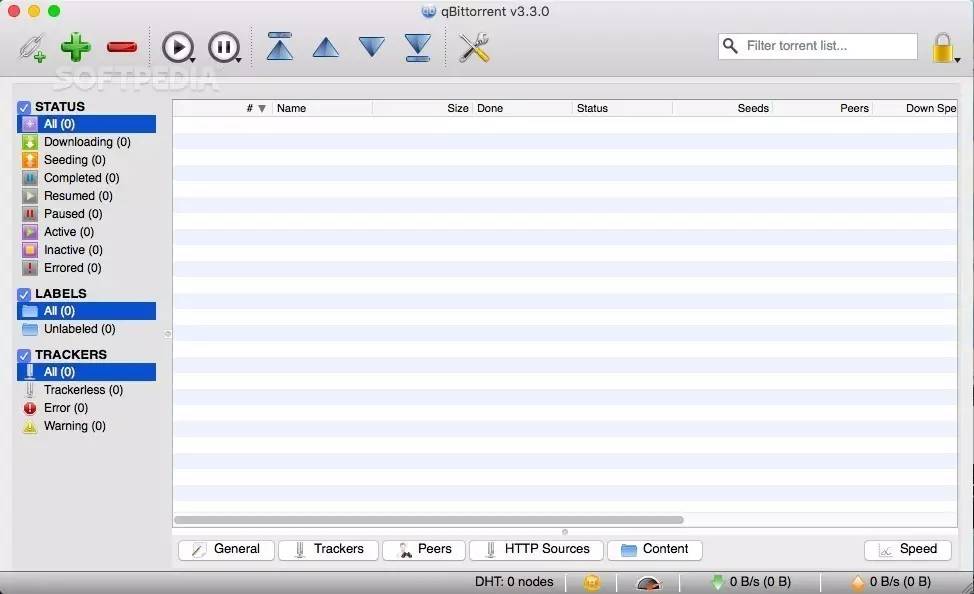 qBittorrent v3.3.0
Filter torrent list...
SOFTPEDIA
STATUS
All (0)
Downloading (0)
Seeding (0)
Completed (0)
Resumed (0)
Paused (0)
Active (0)
Inactive (0)
Errored (0)
LABELS
All (0)
Unlabeled (0)
TRACKERS
All (0)
Trackerless (0)
Error (0)
Warning (0)
# Name Size Done Status Seeds Peers Down Spe
General Trackers Peers HTTP Sources Content Speed
DHT: 0 nodes 0 B/s (0 B) 0 B/s (0 B)